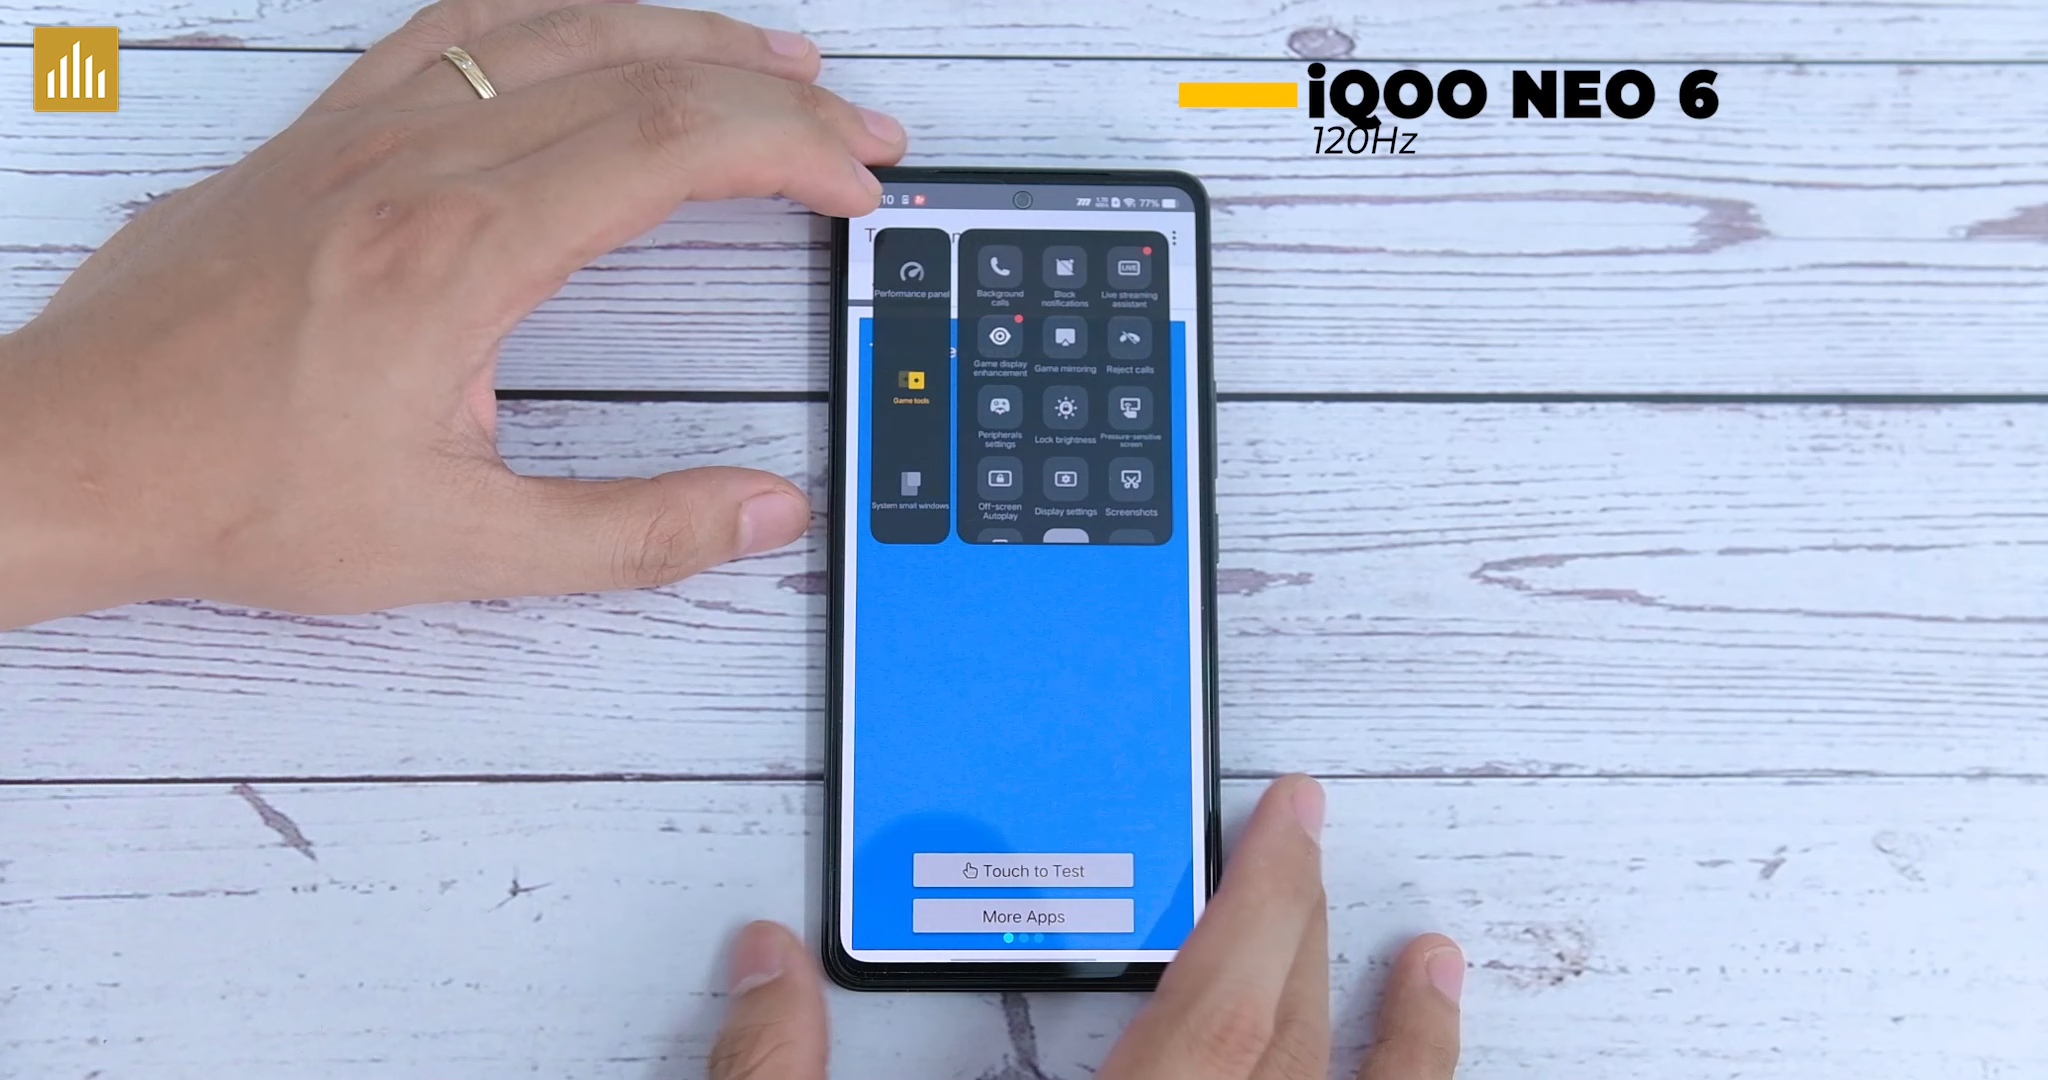 iQOO NEO 6
120Hz
77%
Performance panel
Game tools
System small windows
Background
calls
Block
notifications
LIVE
Live streaming
assistant
Game display
enhancement
Game mirroring
Reject calls
Peripherals
settings
Lock brightness
Pressure-sensitive
screen
Off-screen
Autoplay
Display settings
Screenshots
Touch to Test
More Apps